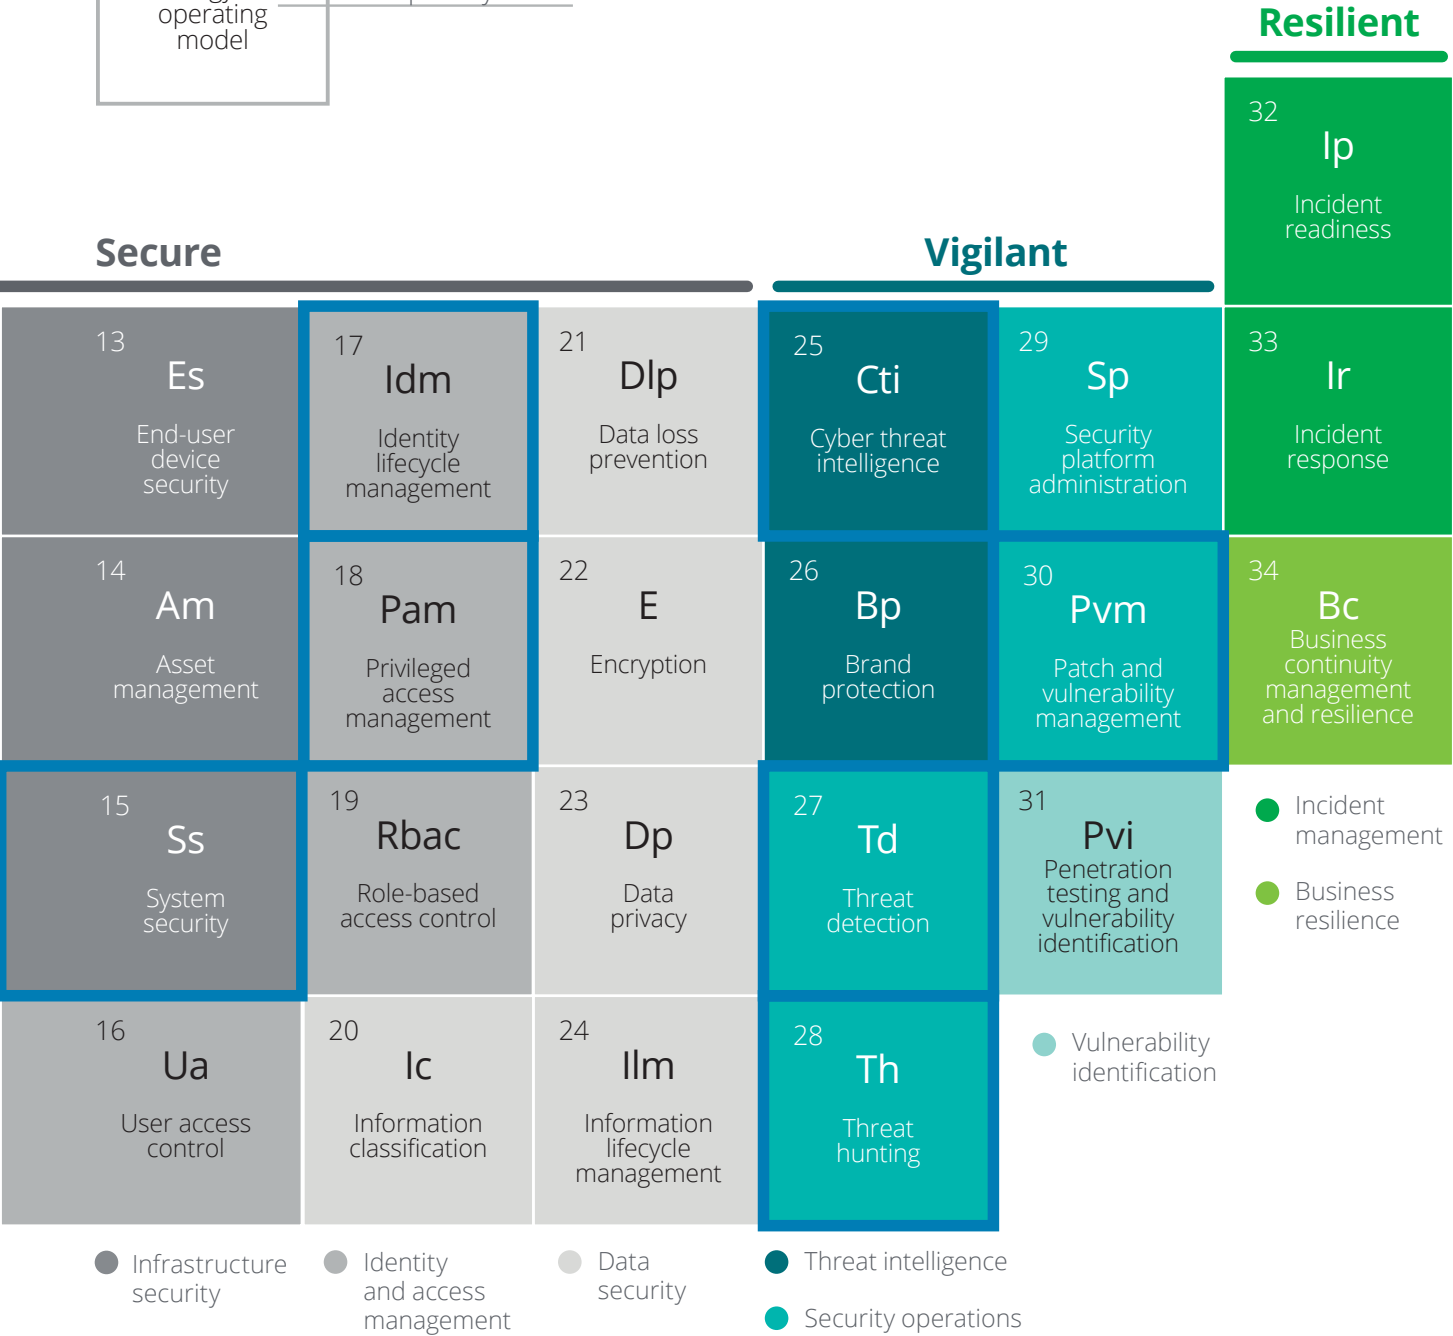 operating
model
Resilient
32
Ip
Incident
readiness
Secure
Vigilant
13
Es
End-user
device
security
17
Idm
Identity
lifecycle
management
21
Dlp
Data loss
prevention
25
Cti
Cyber threat
intelligence
29
Sp
Security
platform
administration
33
Ir
Incident
response
14
Am
Asset
management
18
Pam
Privileged
access
management
22
E
Encryption
26
Bp
Brand
protection
30
Pvm
Patch and
vulnerability
management
34
Bc
Business
continuity
management
and resilience
15
Ss
System
security
19
Rbac
Role-based
access control
23
Dp
Data
privacy
27
Td
Threat
detection
31
Pvi
Penetration
testing and
vulnerability
identification
Incident
management
Business
resilience
16
Ua
User access
control
20
Ic
Information
classification
24
Ilm
Information
lifecycle
management
28
Th
Threat
hunting
Vulnerability
identification
Infrastructure
security
Identity
and access
management
Data
security
Threat intelligence
Security operations